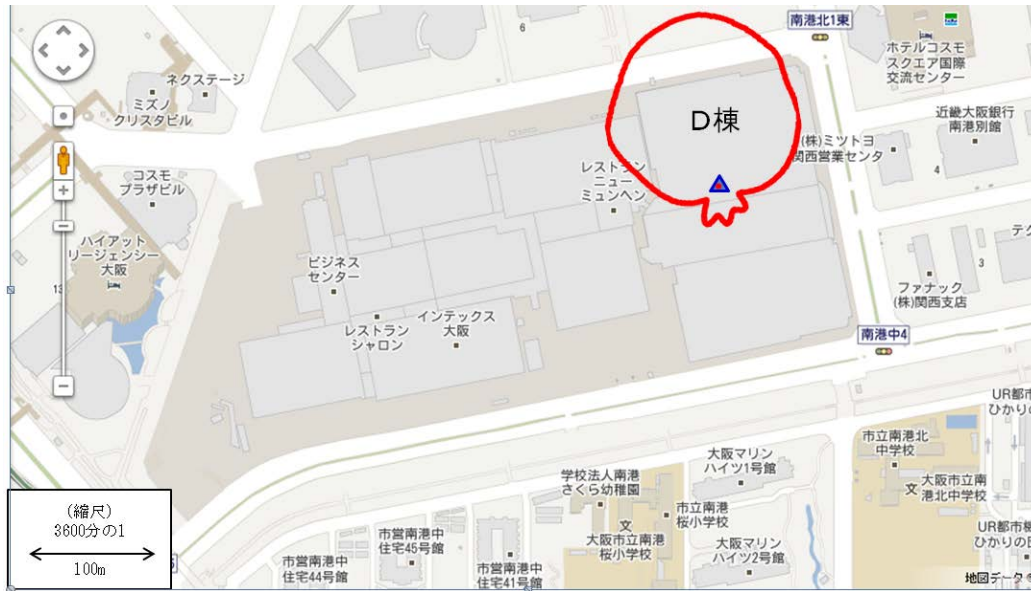 南港北1東
6
ホテルコスモ
スクエア国際
交流センター
ネクステージ
ミズノ
クリスタビル
D棟
近畿大阪銀行
南港別館
(株)ミツトヨ
関西営業センタ
4
レストラン
ニュー
ミュンヘン
コスモ
プラザビル
ハイアット
リージェンシー
大阪
13
ビジネス
センター
テク
3
ファナック
(株)関西支店
レストラン
シャロン
インテックス
大阪
南港中4
UR都市
ひかりの
市立南港北
中学校
大阪マリン
ハイツ1号館
学校法人南港
さくら幼稚園
文
大阪市立南
港北中学校
文
市立南港
桜小学校
大阪市立南港
桜小学校
(縮尺)
3600分の1
100m
市営南港中
住宅45号館
市営南港中
住宅44号館
市営南港中
住宅41号館
大阪マリン
ハイツ2号館
UR都市
ひかりの
地図データ